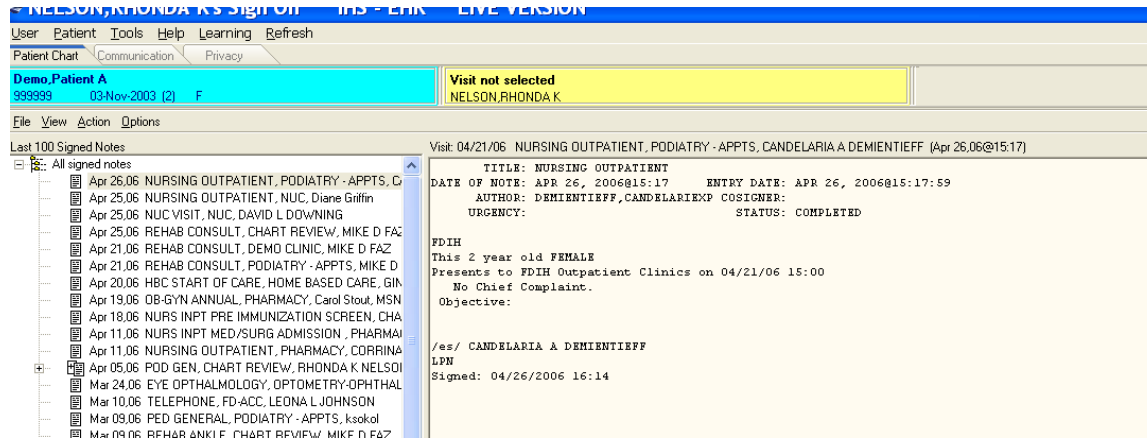 NELSON,RHONDA K's Sign on IHS - EHR LIVE VERSION
User Patient Tools Help Learning Refresh
Patient Chart Communication Privacy
Demo,Patient A
999999 03-Nov-2003 (2) F
Visit not selected
NELSON,RHONDA K
File View Action Options
Last 100 Signed Notes
All signed notes
Apr 26,06 NURSING OUTPATIENT, PODIATRY - APPTS,
Apr 25,06 NURSING OUTPATIENT, NUC, Diane Griffin
Apr 25,06 NUC VISIT, NUC, DAVID L DOWNING
Apr 25,06 REHAB CONSULT, CHART REVIEW, MIKE D FAZ
Apr 21,06 REHAB CONSULT, DEMO CLINIC, MIKE D FAZ
Apr 21,06 REHAB CONSULT, PODIATRY - APPTS, MIKE D
Apr 20,06 HBC START OF CARE, HOME BASED CARE, GIN
Apr 19,06 OB-GYN ANNUAL, PHARMACY, Carol Stout, MSN
Apr 18,06 NURS INPT PRE IMMUNIZATION SCREEN, CHA
Apr 11,06 NURS INPT MED/SURG ADMISSION , PHARMA
Apr 11,06 NURSING OUTPATIENT, PHARMACY, CORRINA
Apr 05,06 POD GEN, CHART REVIEW, RHONDA K NELSO
Mar 24,06 EYE OPTHALMOLOGY, OPTOMETRY-OPHTHAL
Mar 10,06 TELEPHONE, FD-ACC, LEONA L JOHNSON
Mar 09,06 PED GENERAL, PODIATRY - APPTS, ksokol
Mar 09,06 REHAB ANKLE, CHART REVIEW, MIKE D FAZ
Visit: 04/21/06 NURSING OUTPATIENT, PODIATRY - APPTS, CANDELARIA A DEMIENTIEFF (Apr 26,06@15:17)
TITLE: NURSING OUTPATIENT
DATE OF NOTE: APR 26, 2006@15:17 ENTRY DATE: APR 26, 2006@15:17:59
AUTHOR: DEMIENTIEFF,CANDELARIEXP COSIGNER:
URGENCY: STATUS: COMPLETED
FDIH
This 2 year old FEMALE
Presents to FDIH Outpatient Clinics on 04/21/06 15:00
No Chief Complaint.
Objective:
/es/ CANDELARIA A DEMIENTIEFF
LPN
Signed: 04/26/2006 16:14